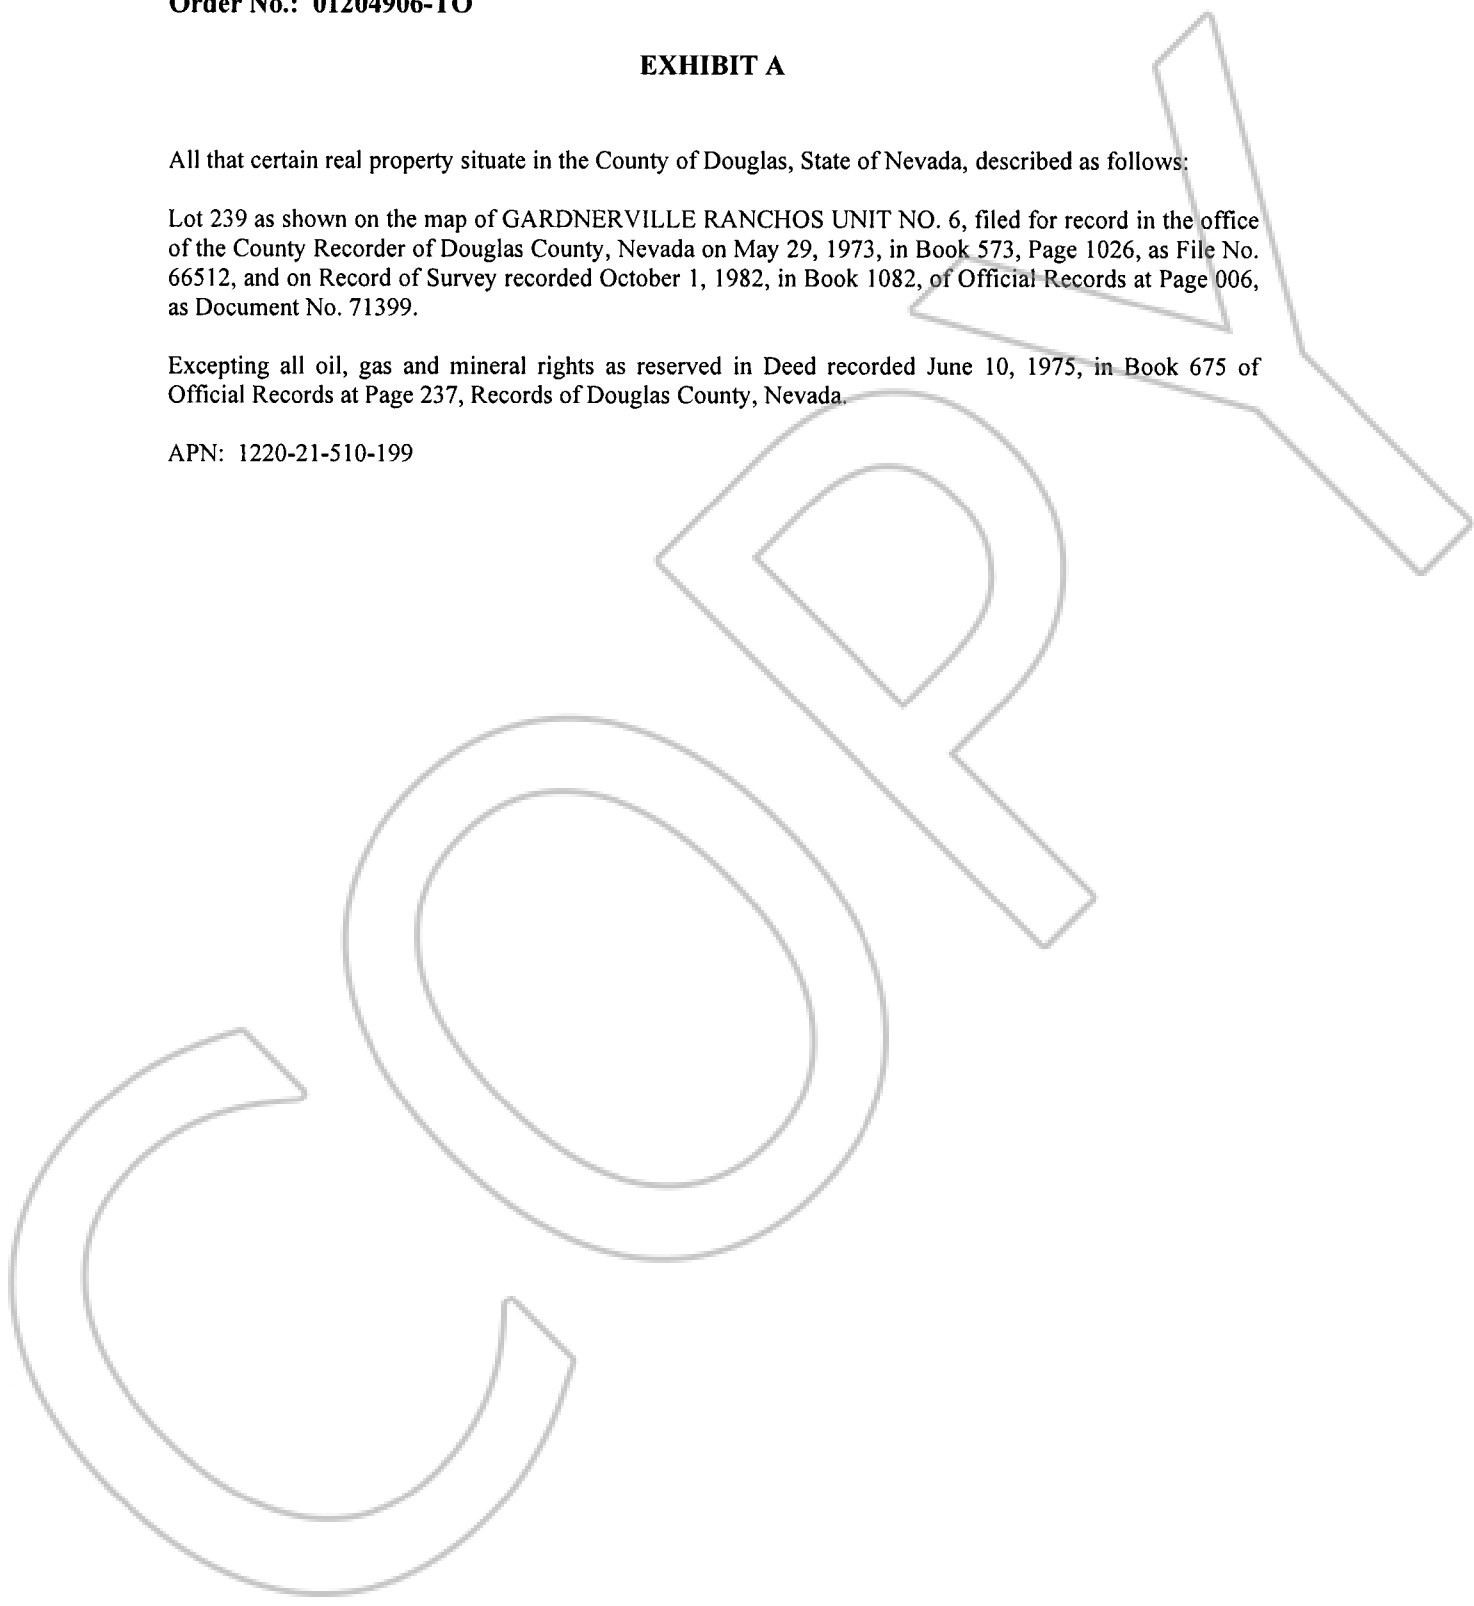 Order No.: 01204906-TO
EXHIBIT A
All that certain real property situate in the County of Douglas, State of Nevada, described as follows:
Lot 239 as shown on the map of GARDNERVILLE RANCHOS UNIT NO. 6, filed for record in the office
of the County Recorder of Douglas County, Nevada on May 29, 1973, in Book 573, Page 1026, as File No.
66512, and on Record of Survey recorded October 1, 1982, in Book 1082, of Official Records at Page 006,
as Document No. 71399.
Excepting all oil, gas and mineral rights as reserved in Deed recorded June 10, 1975, in Book 675 of
Official Records at Page 237, Records of Douglas County, Nevada.
APN: 1220-21-510-199
COPY